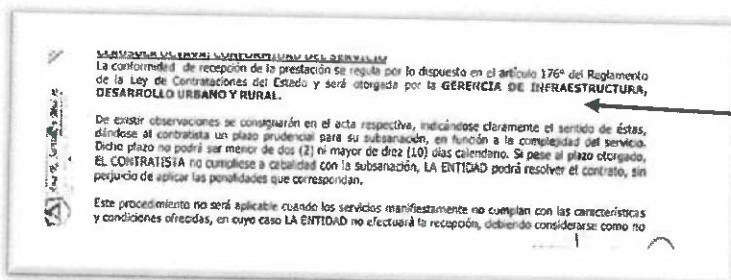 CLÁUSULA OCTAVA: CONFORMIDAD DEL SERVICIO
La conformidad de recepción de la prestación se regula por lo dispuesto en el artículo 176º del Reglamento
de la Ley de Contrataciones del Estado y será otorgada por la GERENCIA DE INFRAESTRUCTURA,
DESARROLLO URBANO Y RURAL.
De existir observaciones se consignarán en el acta respectiva, indicándose claramente el sentido de éstas,
dándose al contratista un plazo prudencial para su subsanación, en función a la complejidad del servicio.
Dicho plazo no podrá ser menor de dos (2) ni mayor de diez (10) días calendario. Si pese al plazo otorgado,
EL CONTRATISTA no cumpliese a cabalidad con la subsanación, LA ENTIDAD podrá resolver el contrato, sin
perjuicio de aplicar las penalidades que correspondan.
Este procedimiento no será aplicable cuando los servicios manifiestamente no cumplan con las características
y condiciones ofrecidas, en cuyo caso LA ENTIDAD no efectuará la recepción, debiendo considerarse como no